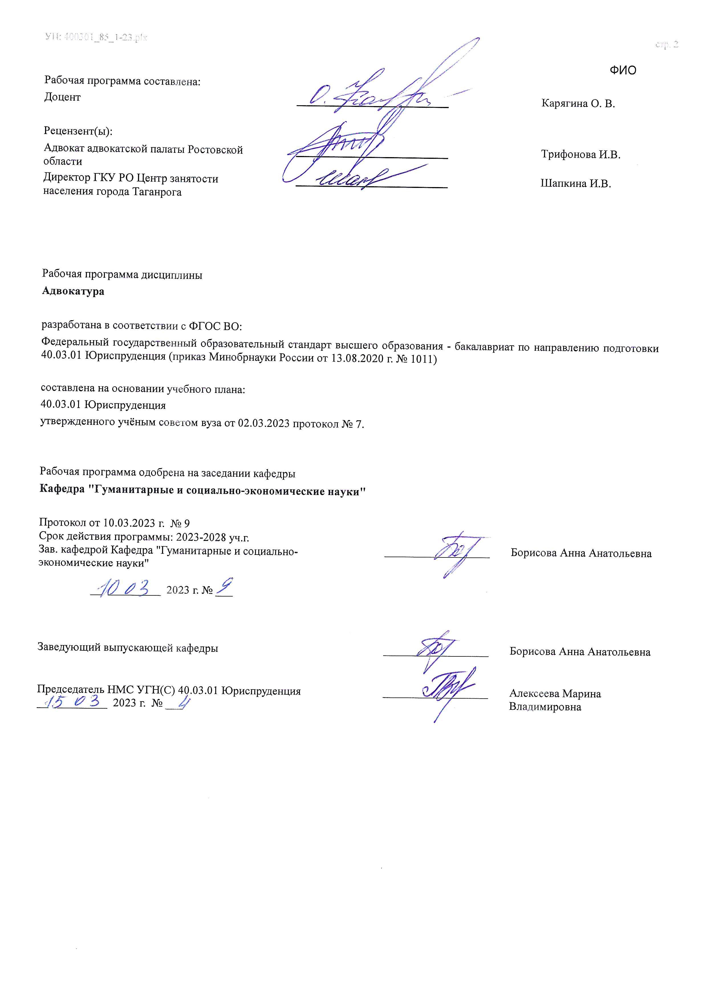 УП: 400301_85_1-23.plx
стр. 2
ФИО
Рабочая программа составлена:
Доцент
Карягина О. В.
Рецензент(ы):
Адвокат адвокатской палаты Ростовской
области
Трифонова И.В.
Директор ГКУ РО Центр занятости
населения города Таганрога
Шапкина И.В.
Рабочая программа дисциплины
Адвокатура
разработана в соответствии с ФГОС ВО:
Федеральный государственный образовательный стандарт высшего образования - бакалавриат по направлению подготовки
40.03.01 Юриспруденция (приказ Минобрнауки России от 13.08.2020 г. № 1011)
составлена на основании учебного плана:
40.03.01 Юриспруденция
утвержденного учёным советом вуза от 02.03.2023 протокол № 7.
Рабочая программа одобрена на заседании кафедры
Кафедра "Гуманитарные и социально-экономические науки"
Протокол от 10.03.2023 г. № 9
Срок действия программы: 2023-2028 уч.г.
Зав. кафедрой Кафедра "Гуманитарные и социально-
экономические науки"
Борисова Анна Анатольевна
10 03 2023 г. № 9
Заведующий выпускающей кафедры
Борисова Анна Анатольевна
Председатель НМС УГН(С) 40.03.01 Юриспруденция
15 03 2023 г. № 4
Алексеева Марина
Владимировна